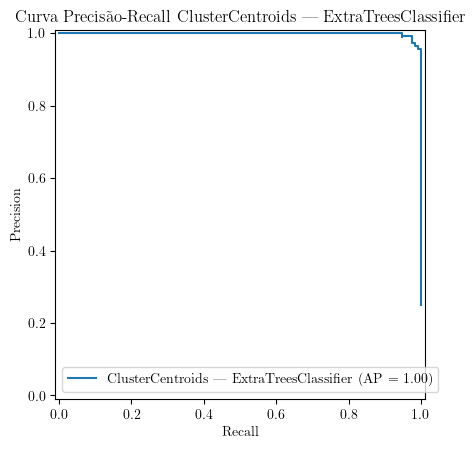 Curva Precisão-Recall ClusterCentroids — ExtraTreesClassifier
1.0
0.8
0.6
0.4
0.2
0.0
Precision
ClusterCentroids — ExtraTreesClassifier (AP = 1.00)
0.0 0.2 0.4 0.6 0.8 1.0
Recall